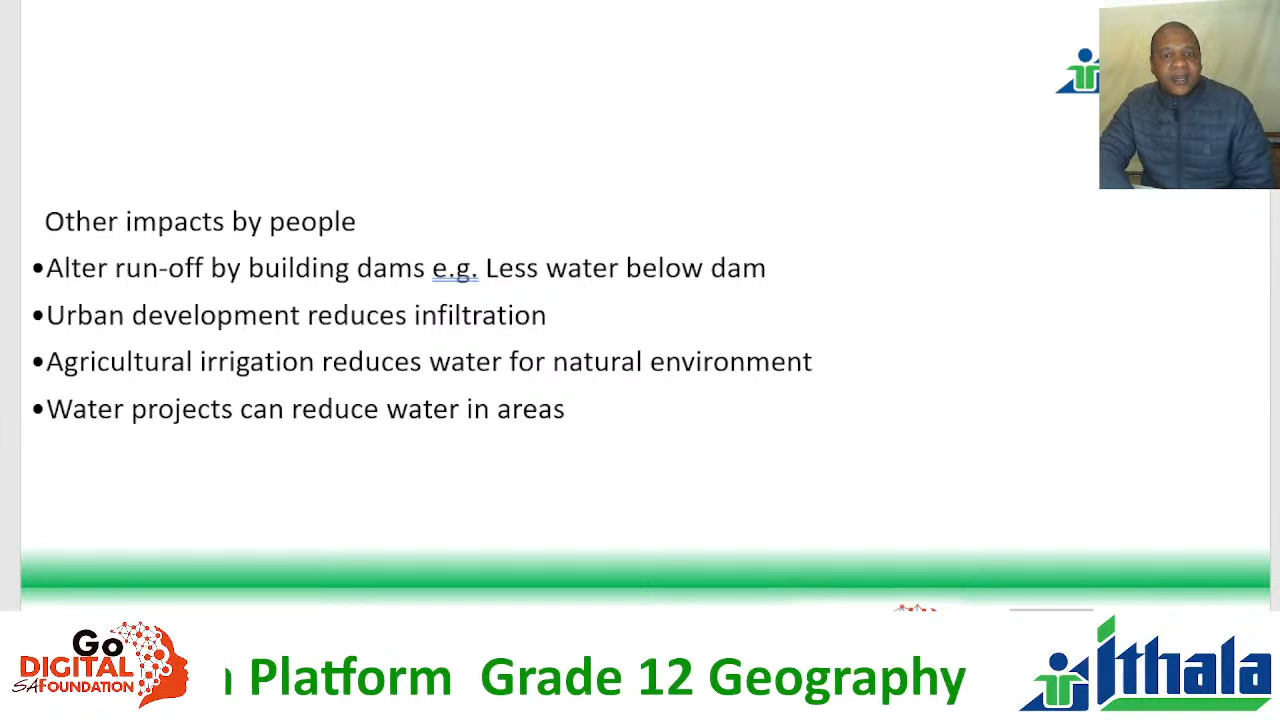 Other impacts by people
•Alter run-off by building dams e.g. Less water below dam
•Urban development reduces infiltration
•Agricultural irrigation reduces water for natural environment
•Water projects can reduce water in areas
Go
DIGITAL
SA FOUNDATION
Platform Grade 12 Geography
Ithala